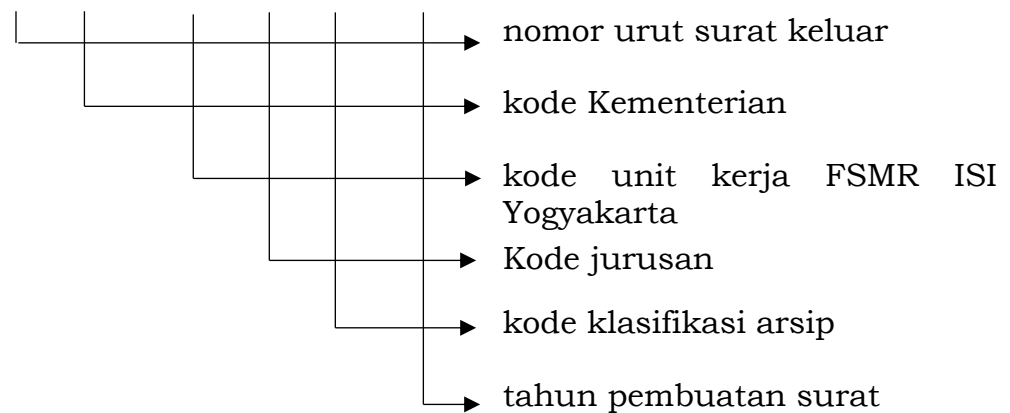 nomor urut surat keluar
kode Kementerian
kode unit kerja FSMR ISI
Yogyakarta
Kode jurusan
kode klasifikasi arsip
tahun pembuatan surat